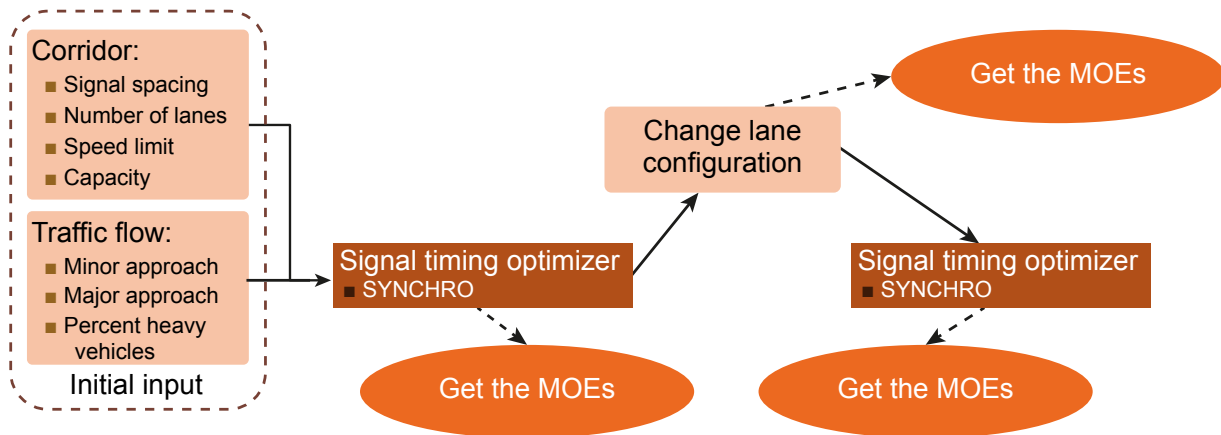 Corridor:
■ Signal spacing
■ Number of lanes
■ Speed limit
■ Capacity
Traffic flow:
■ Minor approach
■ Major approach
■ Percent heavy
vehicles
Initial input
Signal timing optimizer
■ SYNCHRO
Get the MOEs
Change lane
configuration
Get the MOEs
Signal timing optimizer
■ SYNCHRO
Get the MOEs